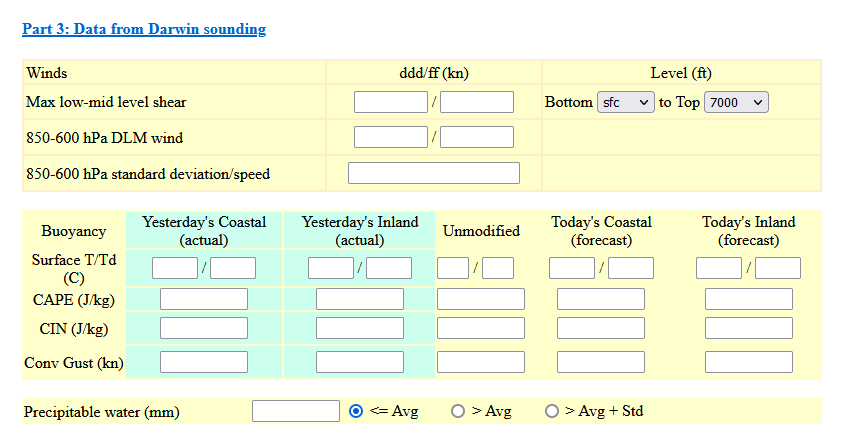 Part 3: Data from Darwin sounding
Winds ddd/ff (kn) Level (ft)
Max low-mid level shear / Bottom sfc to Top 7000
850-600 hPa DLM wind /
850-600 hPa standard deviation/speed
Buoyancy Yesterday's Coastal (actual) Yesterday's Inland (actual) Unmodified Today's Coastal (forecast) Today's Inland (forecast)
Surface T/Td (C) / / / / /
CAPE (J/kg)
CIN (J/kg)
Conv Gust (kn)
Precipitable water (mm) <= Avg > Avg > Avg + Std